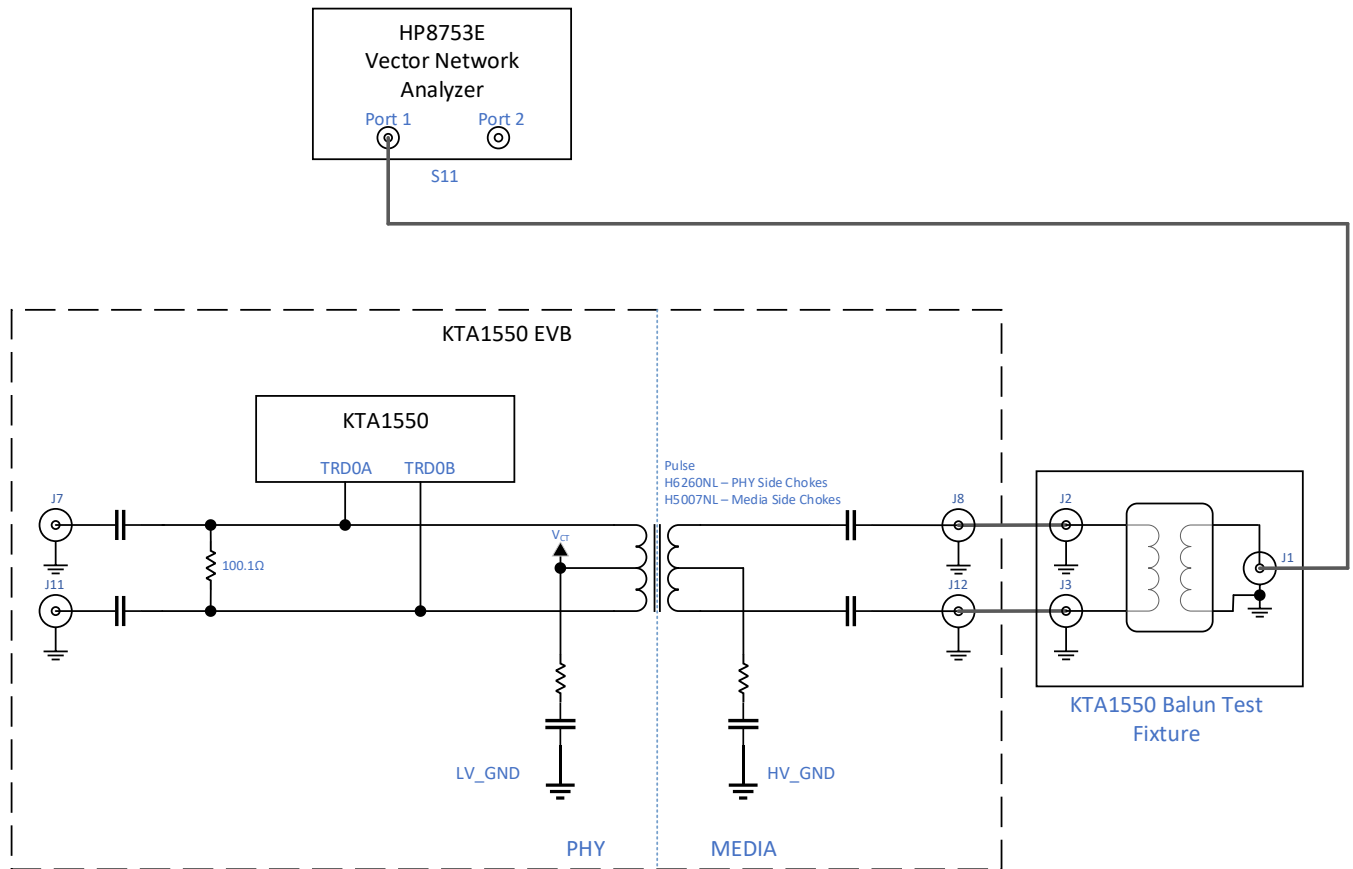 HP8753E
Vector Network
Analyzer
Port 1 Port 2
S11
KTA1550 EVB
KTA1550
TRD0A TRD0B
Pulse
H6260NL – PHY Side Chokes
H5007NL – Media Side Chokes
J7
J8
J2
100.1Ω
VCT
J1
J11
J12
J3
KTA1550 Balun Test
Fixture
LV_GND
HV_GND
PHY
MEDIA